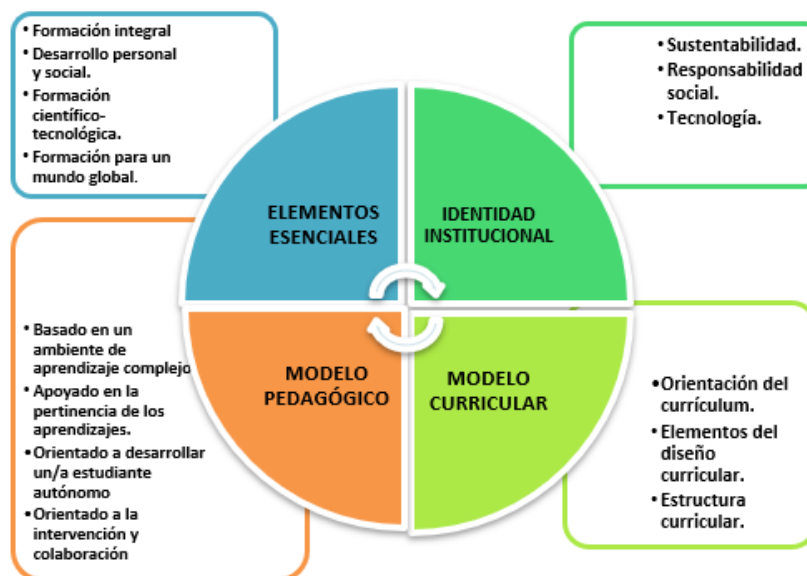 • Formación integral
• Desarrollo personal
y social.
• Formación
científico-
tecnológica.
• Formación para un
mundo global.
• Sustentabilidad.
• Responsabilidad
social.
• Tecnología.
ELEMENTOS
ESENCIALES
IDENTIDAD
INSTITUCIONAL
MODELO
PEDAGÓGICO
MODELO
CURRICULAR
• Basado en un
ambiente de
aprendizaje complejo
• Apoyado en la
pertinencia de los
aprendizajes.
• Orientado a desarrollar
un/a estudiante
autónomo
• Orientado a la
intervención y
colaboración
• Orientación del
currículum.
• Elementos del
diseño
curricular.
• Estructura
curricular.